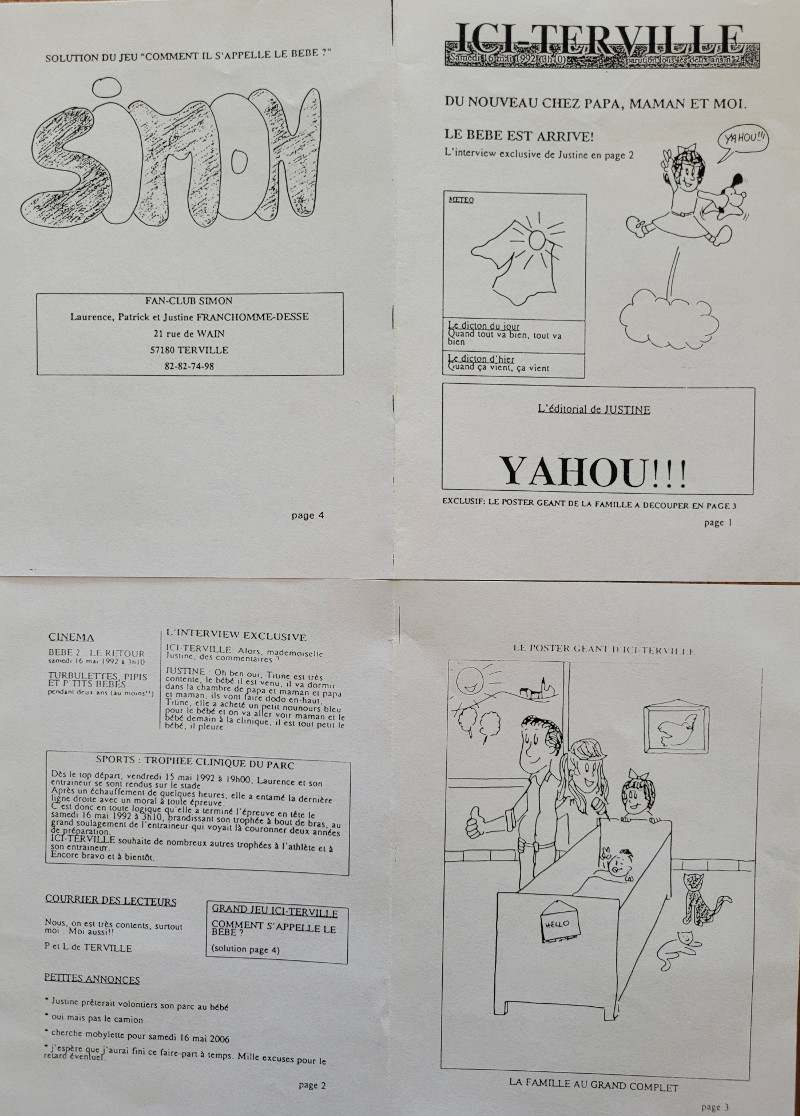 SOLUTION DU JEU "COMMENT IL S'APPELLE LE BEBE ?"
SIMON
FAN-CLUB SIMON
Laurence, Patrick et Justine FRANCHOMME-DESSE
21 rue de WAIN
57180 TERVILLE
82-82-74-98
page 4
ICI-TERVILLE
Samedi 16 mai 1992 (3h10)
parution tous les deux ans n°2
DU NOUVEAU CHEZ PAPA, MAMAN ET MOI.
LE BEBE EST ARRIVE!
L'interview exclusive de Justine en page 2
YAHOU!!!
METEO
Le dicton du jour
Quand tout va bien, tout va
bien
Le dicton d'hier
Quand ça vient, ça vient
L'éditorial de JUSTINE
YAHOU!!!
EXCLUSIF: LE POSTER GEANT DE LA FAMILLE A DECOUPER EN PAGE 3
page 1
CINEMA
BEBE 2 : LE RETOUR
samedi 16 mai 1992 à 3h10
TURBULETTES, PIPIS
ET P'TITS BEBES
pendant deux ans (au moins!!)
L'INTERVIEW EXCLUSIVE
ICI-TERVILLE: Alors, mademoiselle
Justine, des commentaires ?
JUSTINE : Oh ben oui, Titine est très
contente, le bébé il est venu, il va dormir
dans la chambre de papa et maman et papa
et maman, ils vont faire dodo en-haut,
Titine, elle a acheté un petit nounours bleu
pour le bébé et on va aller voir maman et le
bébé demain à la clinique, il est tout petit le
bébé, il pleure
SPORTS : TROPHEE CLINIQUE DU PARC
Dès le top départ, vendredi 15 mai 1992 à 19h00, Laurence et son
entraineur se sont rendus sur le stade
Après un échauffement de quelques heures, elle a entamé la dernière
ligne droite avec un moral à toute épreuve.
C'est donc en toute logique qu'elle a terminé l'épreuve en tête le
samedi 16 mai 1992 à 3h10, brandissant son trophée à bout de bras, au
grand soulagement de l'entraineur qui voyait là couronner deux années
de préparation.
ICI-TERVILLE souhaite de nombreux autres trophées à l'athlète et à
son entraineur.
Encore bravo et à bientôt.
COURRIER DES LECTEURS
Nous, on est très contents, surtout
moi . Moi aussi!!
P et L de TERVILLE
GRAND JEU ICI-TERVILLE
COMMENT S'APPELLE LE
BEBE ?
(solution page 4)
PETITES ANNONCES
* Justine prêterait volontiers son parc au bébé
* oui mais pas le camion
* cherche mobylette pour samedi 16 mai 2006
* j'espère que j'aurai fini ce faire-part à temps. Mille excuses pour le
retard éventuel.
page 2
LE POSTER GEANT D'ICI-TERVILLE
HELLO
LA FAMILLE AU GRAND COMPLET
page 3